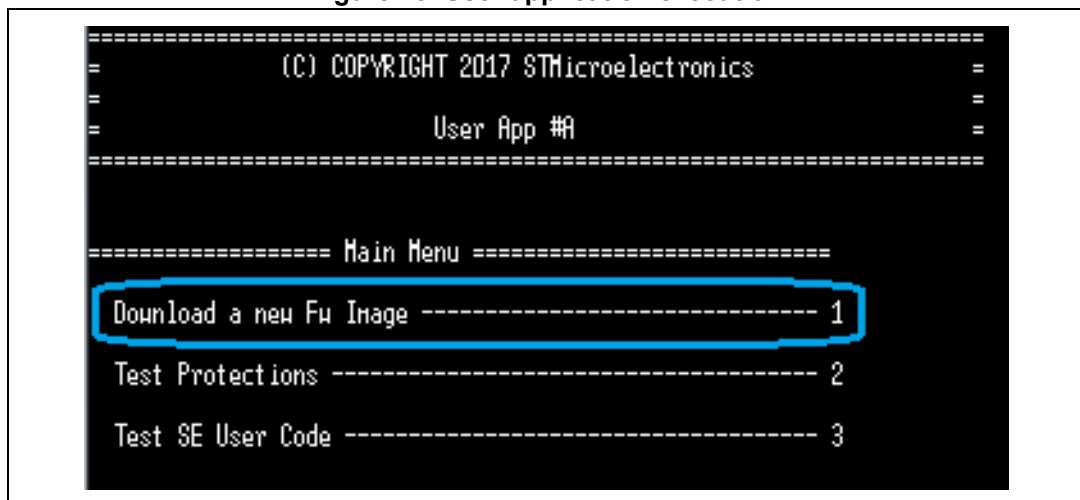 ======================================================================
= (C) COPYRIGHT 2017 STMicroelectronics =
= =
= User App #A =
======================================================================
=================== Main Menu ============================
Download a new Fw Image ------------------------------- 1
Test Protections -------------------------------------- 2
Test SE User Code ------------------------------------- 3